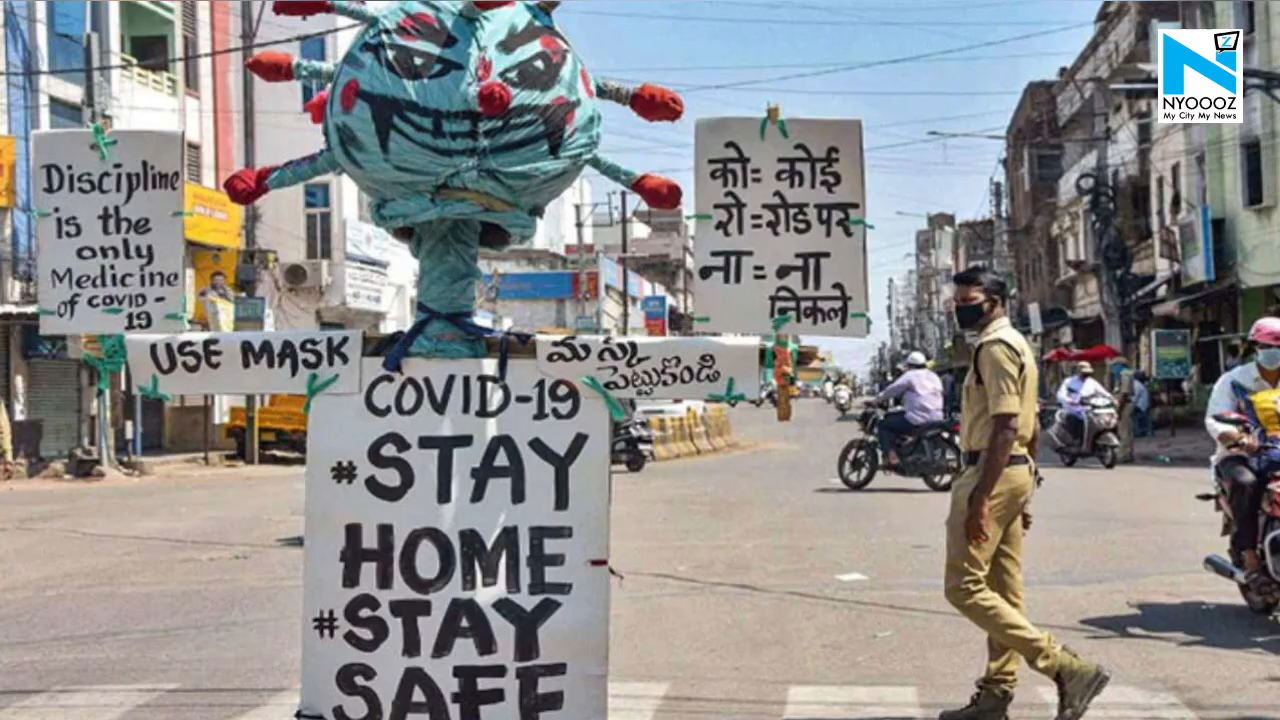 Discipline
is the
only
Medicine
of COVID-
19
USE MASK
COVID-19
#STAY
HOME
#STAY
SAFE
మాస్కు
పెట్టుకొండి
को= कोई
रो=रोड पर
ना= ना
निकले
NYOOOZ
My City My News